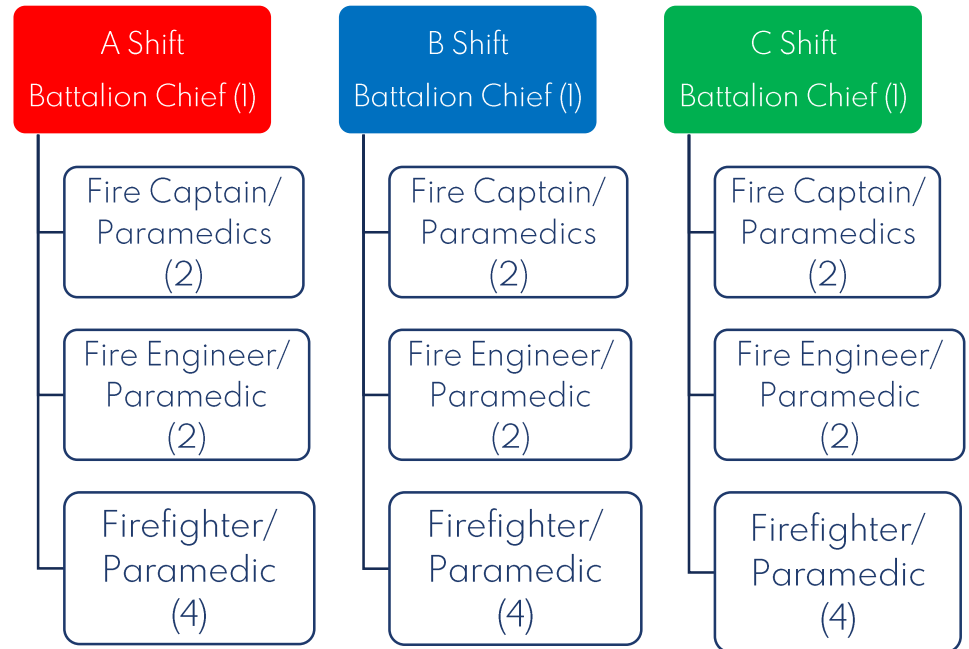 A Shift
Battalion Chief (1)
Fire Captain/
Paramedics
(2)
Fire Engineer/
Paramedic
(2)
Firefighter/
Paramedic
(4)
B Shift
Battalion Chief (1)
Fire Captain/
Paramedics
(2)
Fire Engineer/
Paramedic
(2)
Firefighter/
Paramedic
(4)
C Shift
Battalion Chief (1)
Fire Captain/
Paramedics
(2)
Fire Engineer/
Paramedic
(2)
Firefighter/
Paramedic
(4)